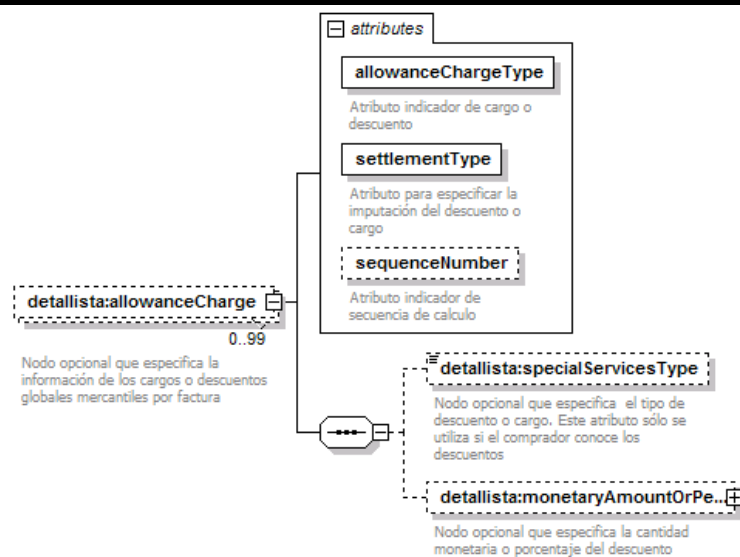 attributes
allowanceChargeType
Atributo indicador de cargo o
descuento
settlementType
Atributo para especificar la
imputación del descuento o
cargo
sequenceNumber
Atributo indicador de
secuencia de calculo
detallista:allowanceCharge
0..99
Nodo opcional que especifica la
información de los cargos o descuentos
globales mercantiles por factura
detallista:specialServicesType
Nodo opcional que especifica el tipo de
descuento o cargo. Este atributo sólo se
utiliza si el comprador conoce los
descuentos
detallista:monetaryAmountOrPe...
Nodo opcional que especifica la cantidad
monetaria o porcentaje del descuento